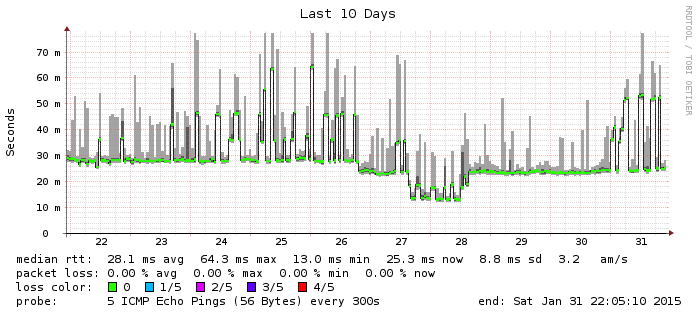 Last 10 Days
RRDTOOL / TOBI OETIKER
Seconds
70 m
60 m
50 m
40 m
30 m
20 m
10 m
0
22 23 24 25 26 27 28 29 30 31
median rtt: 28.1 ms avg 64.3 ms max 13.0 ms min 25.3 ms now 8.8 ms sd 3.2 am/s
packet loss: 0.00 % avg 0.00 % max 0.00 % min 0.00 % now
loss color: 0 1/5 2/5 3/5 4/5
probe: 5 ICMP Echo Pings (56 Bytes) every 300s end: Sat Jan 31 22:05:10 2015